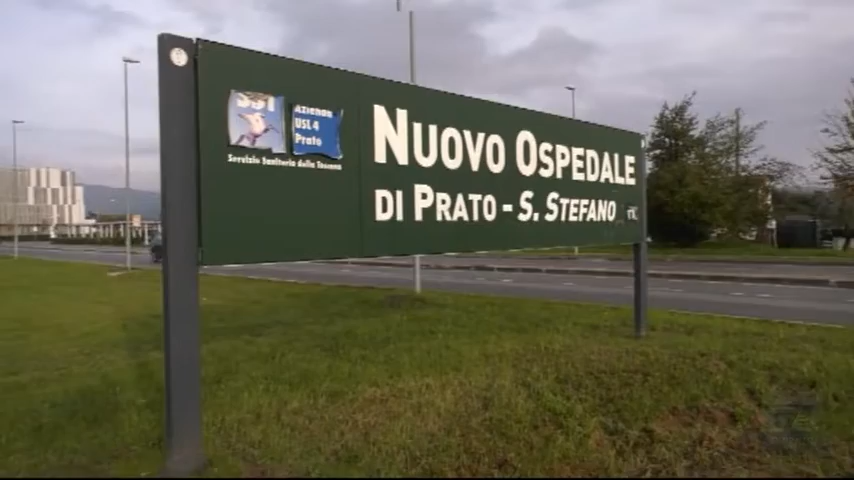 SST
Azienda
USL 4
Prato
Servizio Sanitario della Toscana
NUOVO OSPEDALE
DI PRATO - S. STEFANO